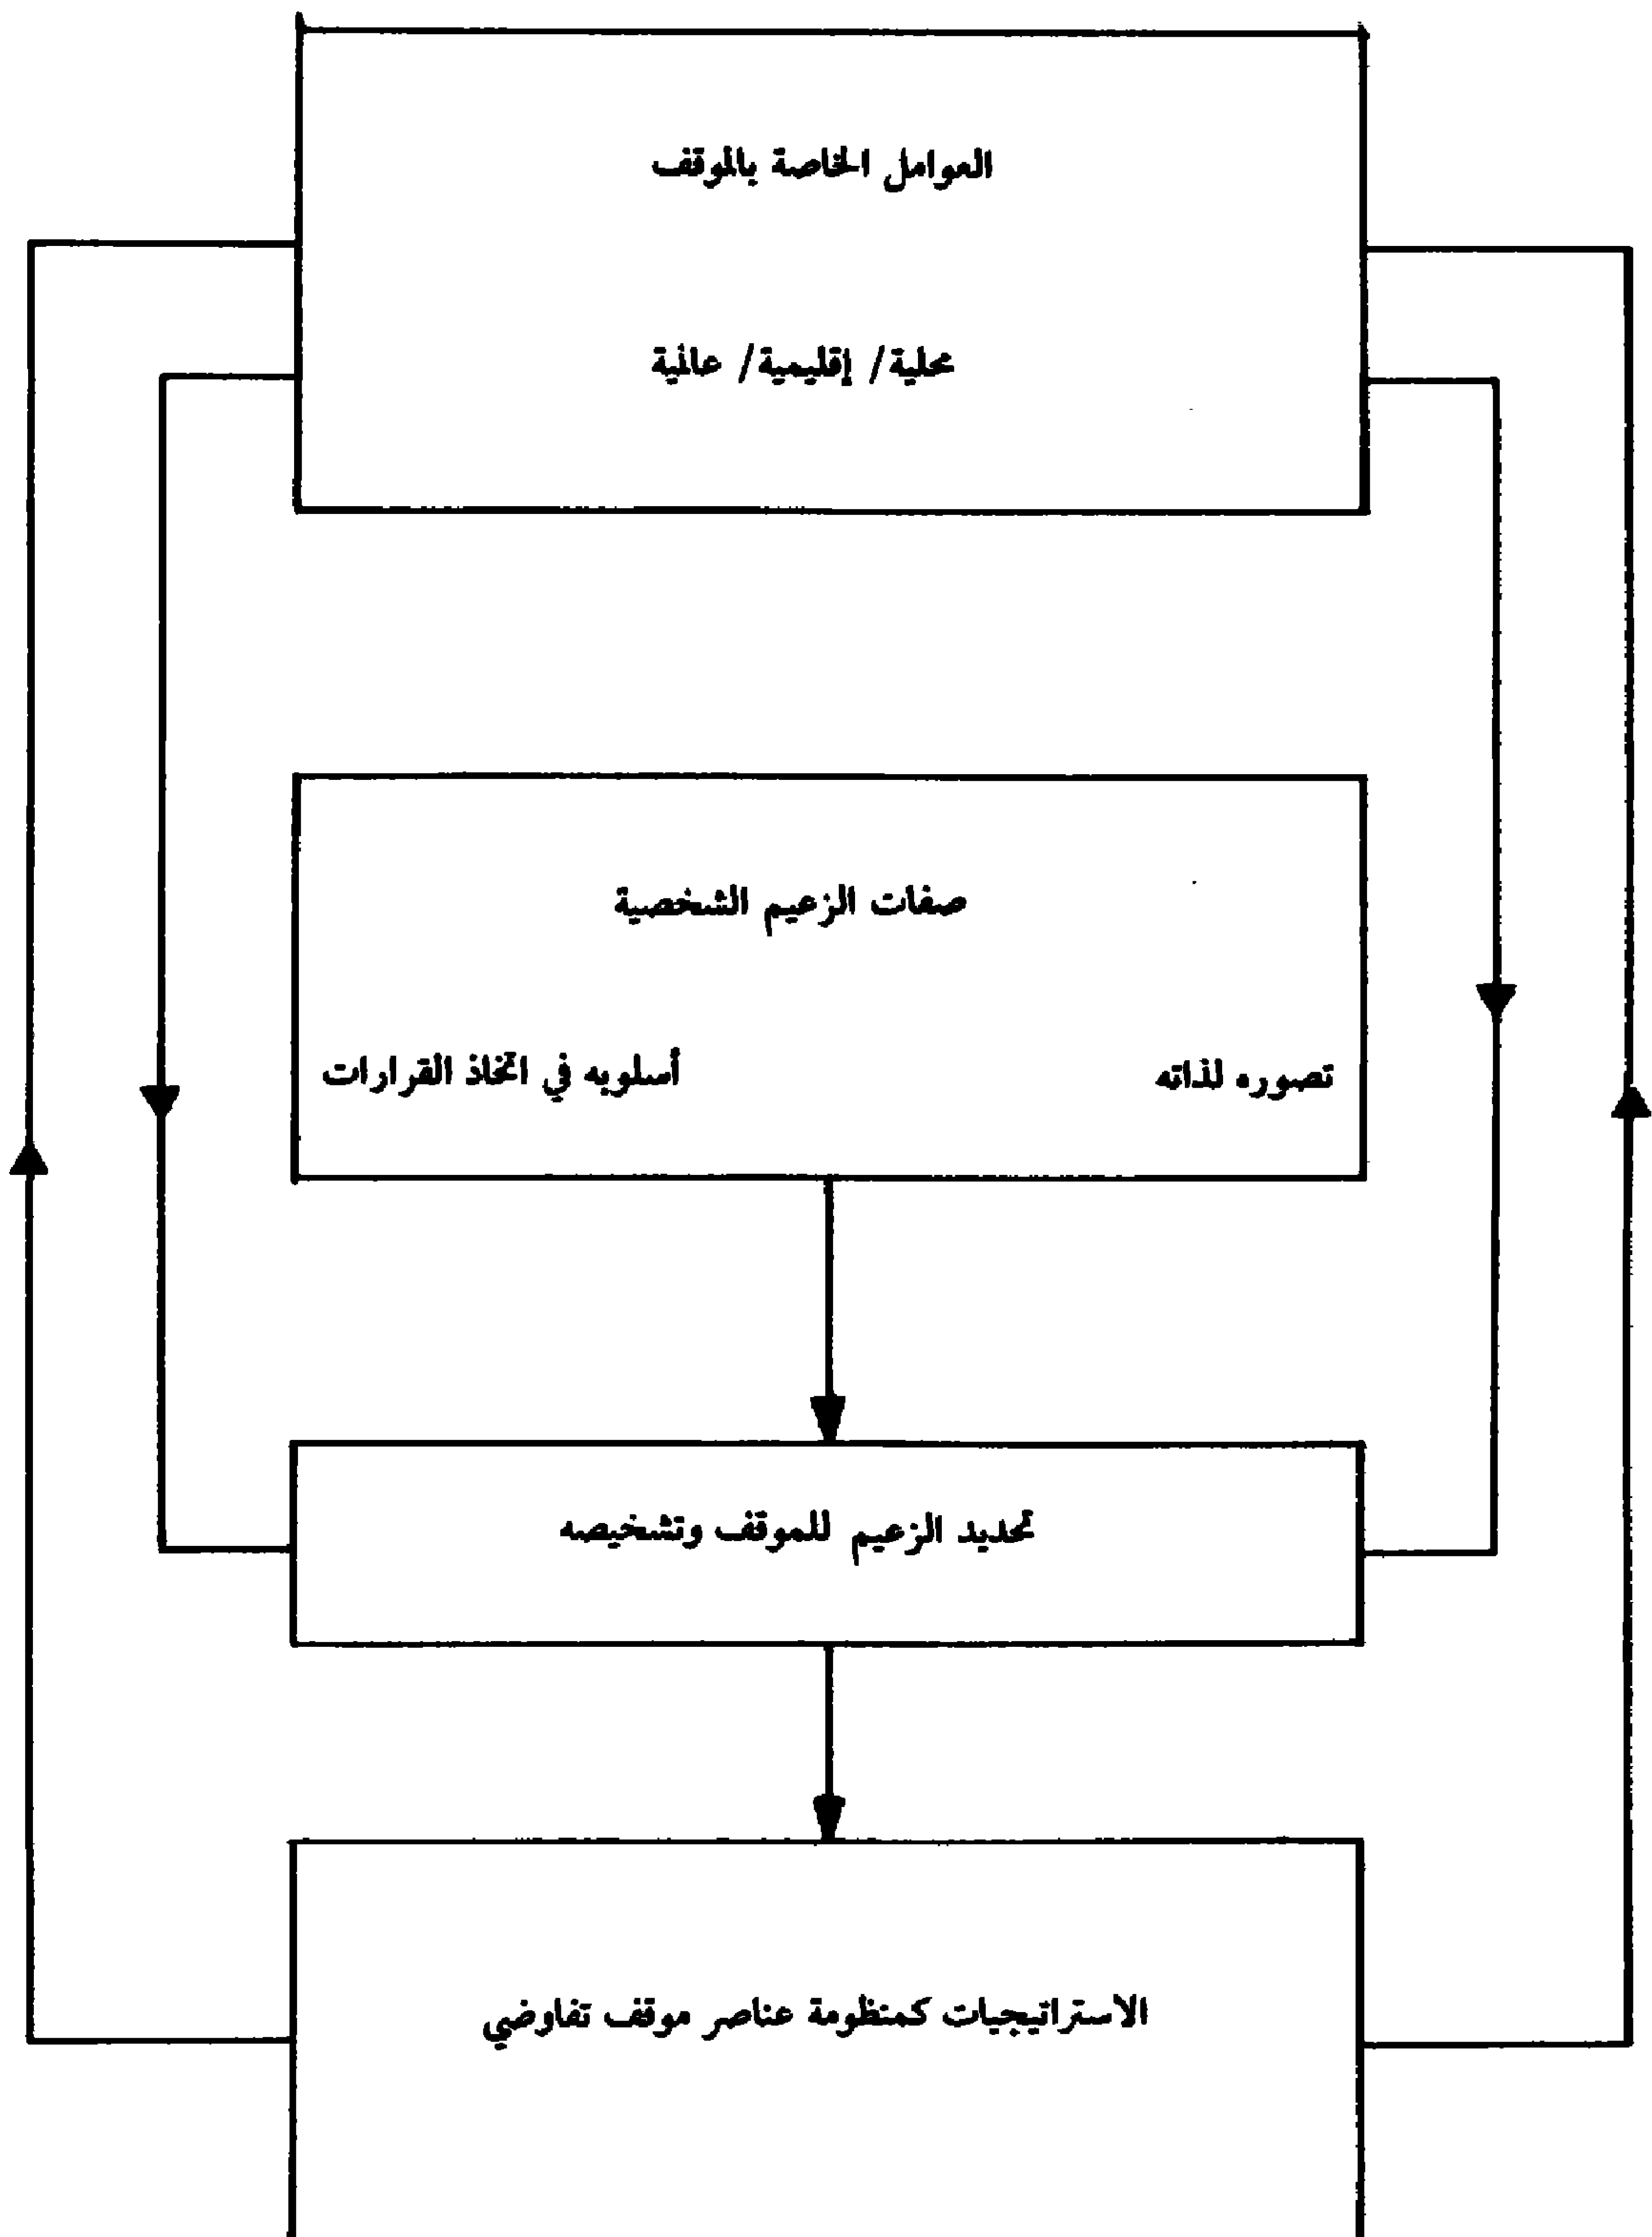 العوامل الخاصة بالموقف
محلية/ إقليمية/ عالمية
صفات الزعيم الشخصية
تصوره لذاته
أسلوبه في اتخاذ القرارات
تحديد الزعيم للموقف وتشخيصه
الاستراتيجيات كمنظومة عناصر موقف تفاوضي